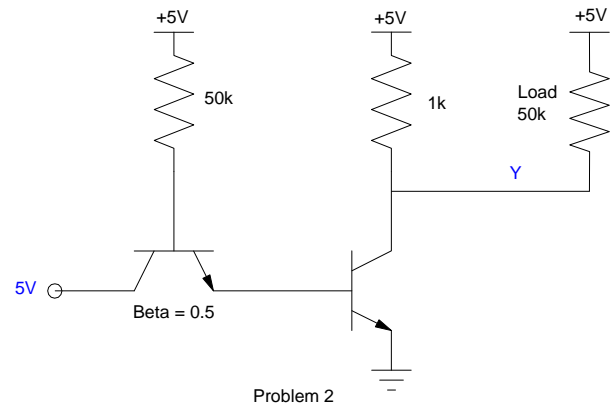 +5V
+5V
+5V
50k
1k
Load
50k
Y
5V
Beta = 0.5
Problem 2